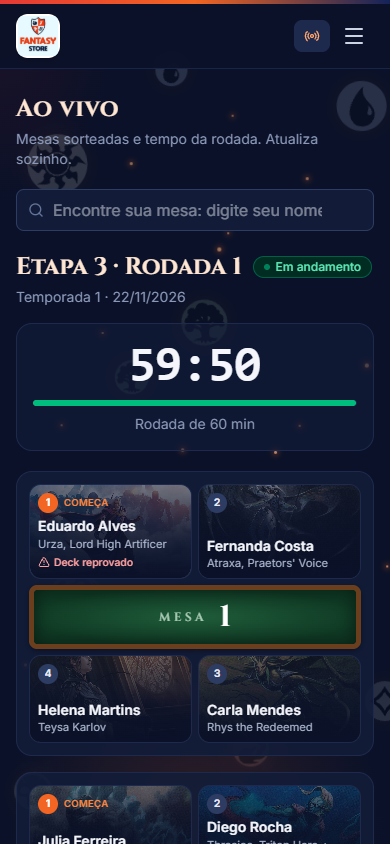 FANTASY
STORE
Ao vivo
Mesas sorteadas e tempo da rodada. Atualiza
sozinho.
Encontre sua mesa: digite seu nome
Etapa 3 · Rodada 1
Em andamento
Temporada 1 · 22/11/2026
59:50
Rodada de 60 min
1 COMEÇA
Eduardo Alves
Urza, Lord High Artificer
Deck reprovado
2
Fernanda Costa
Atraxa, Praetors' Voice
MESA 1
4
Helena Martins
Teysa Karlov
3
Carla Mendes
Rhys the Redeemed
1 COMEÇA
Julia Ferreira
2
Diego Rocha